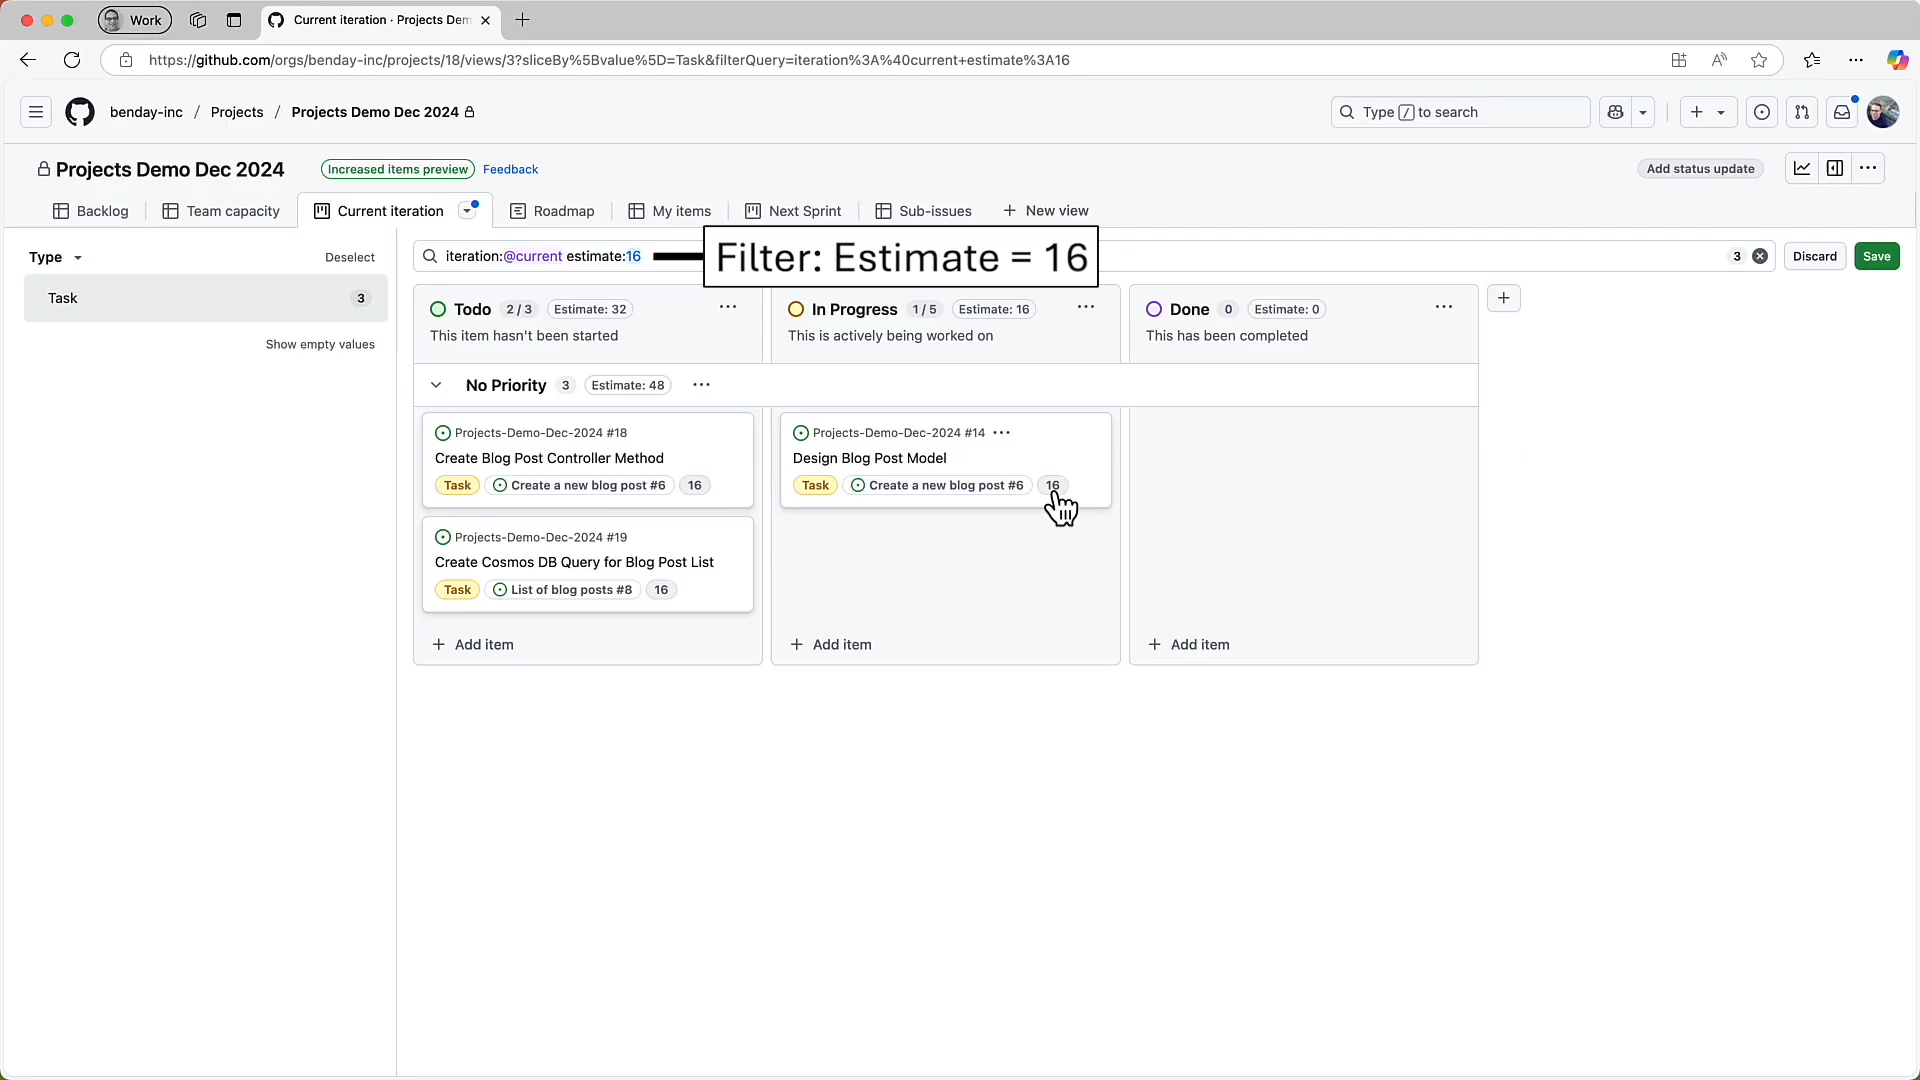 Work
Current iteration · Projects Dem
https://github.com/orgs/benday-inc/projects/18/views/3?sliceBy%5Bvalue%5D=Task&filterQuery=iteration%3A%40current+estimate%3A16
benday-inc / Projects / Projects Demo Dec 2024
Type / to search
Projects Demo Dec 2024
Increased items preview
Feedback
Add status update
Backlog
Team capacity
Current iteration
Roadmap
My items
Next Sprint
Sub-issues
New view
Type
Deselect
Task 3
Show empty values
iteration:@current estimate:16
Filter: Estimate = 16
3
Discard
Save
Todo 2 / 3 Estimate: 32
This item hasn't been started
In Progress 1 / 5 Estimate: 16
This is actively being worked on
Done 0 Estimate: 0
This has been completed
No Priority 3 Estimate: 48
Projects-Demo-Dec-2024 #18
Create Blog Post Controller Method
Task Create a new blog post #6 16
Projects-Demo-Dec-2024 #19
Create Cosmos DB Query for Blog Post List
Task List of blog posts #8 16
Add item
Projects-Demo-Dec-2024 #14
Design Blog Post Model
Task Create a new blog post #6 16
Add item
Add item